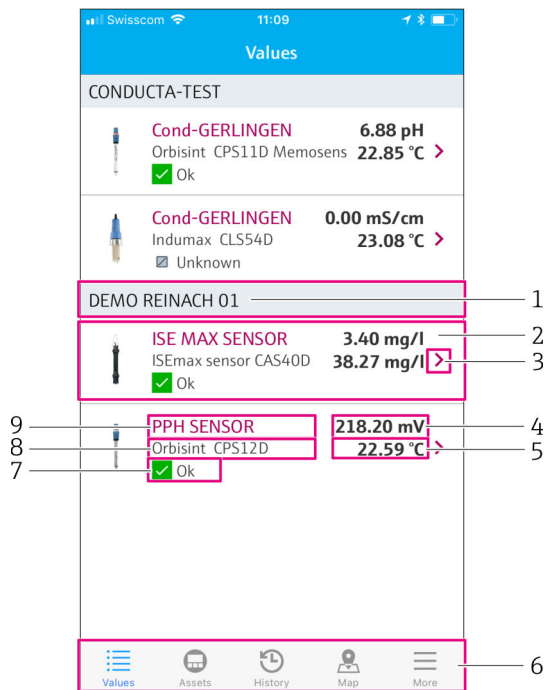 Swisscom 11:09
Values
CONDUCTA-TEST
Cond-GERLINGEN 6.88 pH
Orbisint CPS11D Memosens 22.85 °C
Ok
Cond-GERLINGEN 0.00 mS/cm
Indumax CLS54D 23.08 °C
Unknown
DEMO REINACH 01 1
2
ISE MAX SENSOR 3.40 mg/l
ISEmax sensor CAS40D 38.27 mg/l 3
Ok
9 PPH SENSOR 218.20 mV 4
8 Orbisint CPS12D 22.59 °C 5
7 Ok
Values Assets History Map More 6